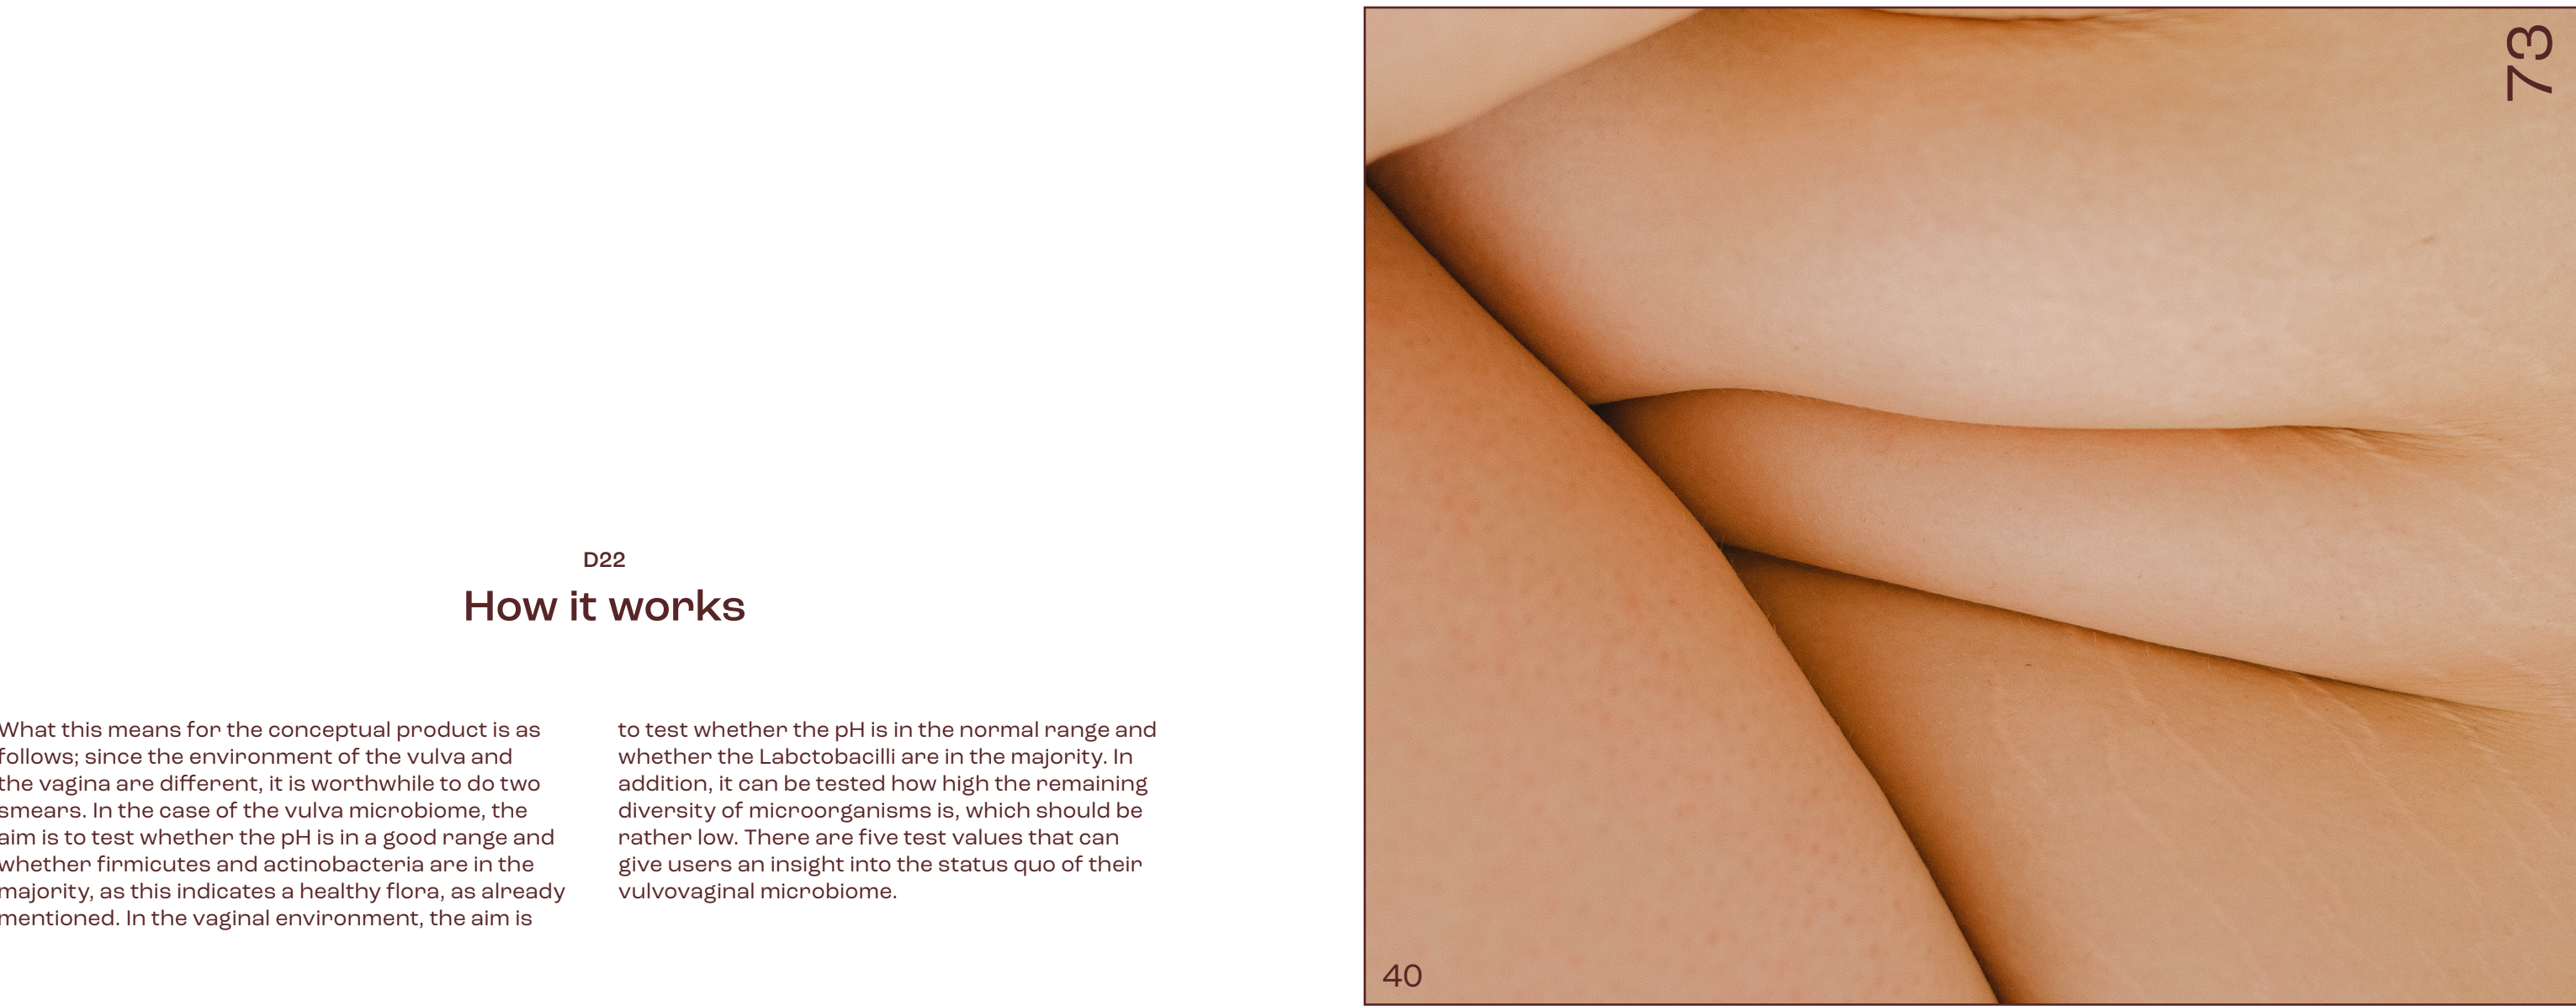 D22
How it works
What this means for the conceptual product is as
follows; since the environment of the vulva and
the vagina are different, it is worthwhile to do two
smears. In the case of the vulva microbiome, the
aim is to test whether the pH is in a good range and
whether firmicutes and actinobacteria are in the
majority, as this indicates a healthy flora, as already
mentioned. In the vaginal environment, the aim is
to test whether the pH is in the normal range and
whether the Labctobacilli are in the majority. In
addition, it can be tested how high the remaining
diversity of microorganisms is, which should be
rather low. There are five test values that can
give users an insight into the status quo of their
vulvovaginal microbiome.
73
40